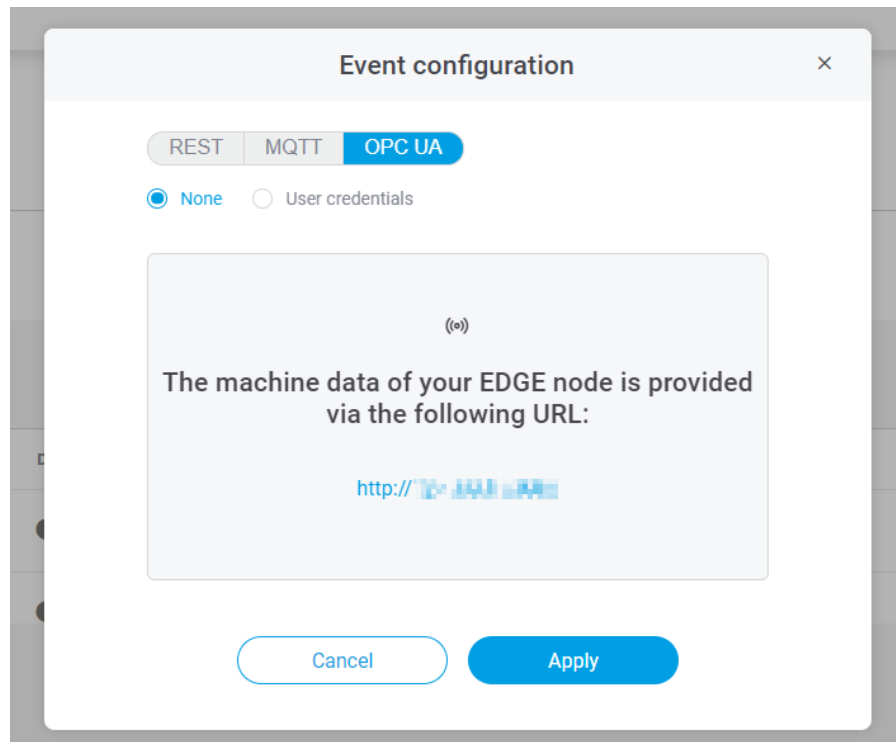 Event configuration
REST MQTT OPC UA
None User credentials
The machine data of your EDGE node is provided
via the following URL:
http://
Cancel Apply